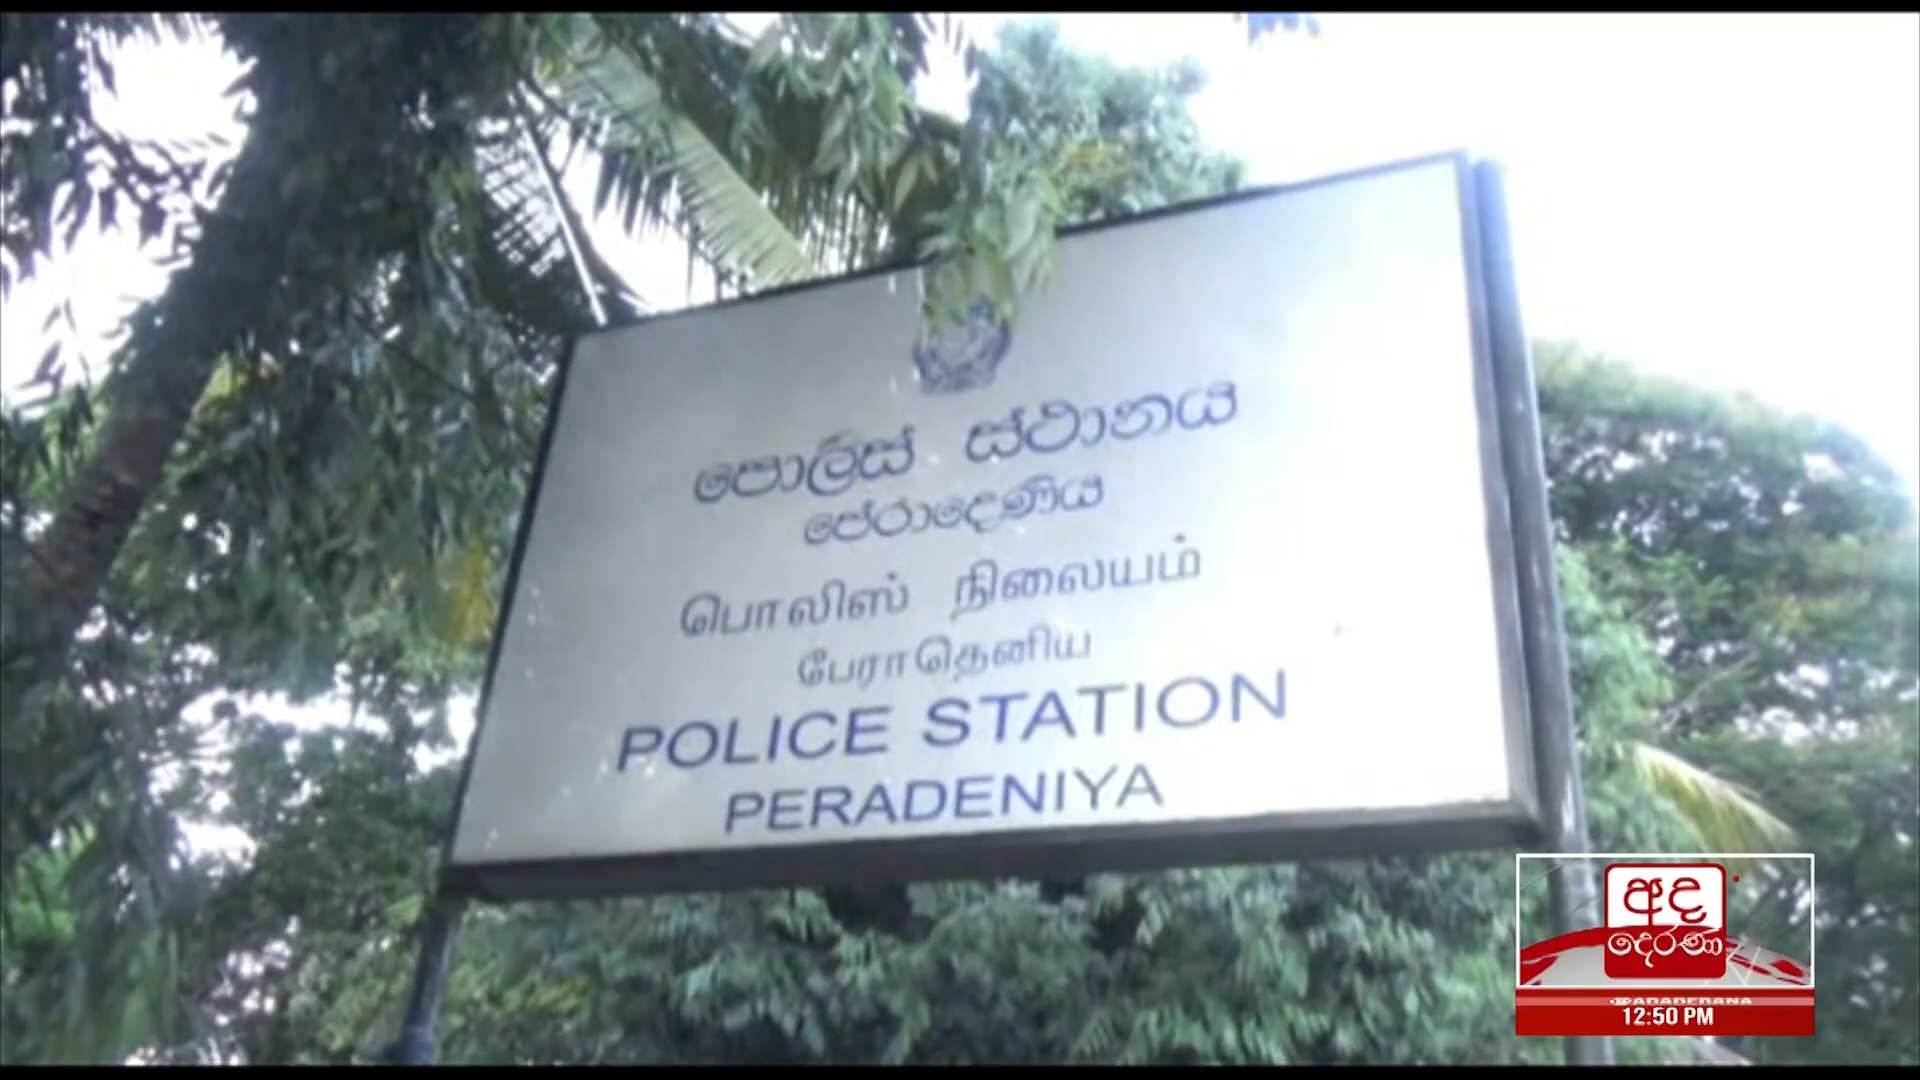 පොලිස් ස්ථානය
පේරාදෙණිය
பொலிஸ் நிலையம்
பேராதெனிய
POLICE STATION
PERADENIYA
අද
දෙරණ
12:50 PM